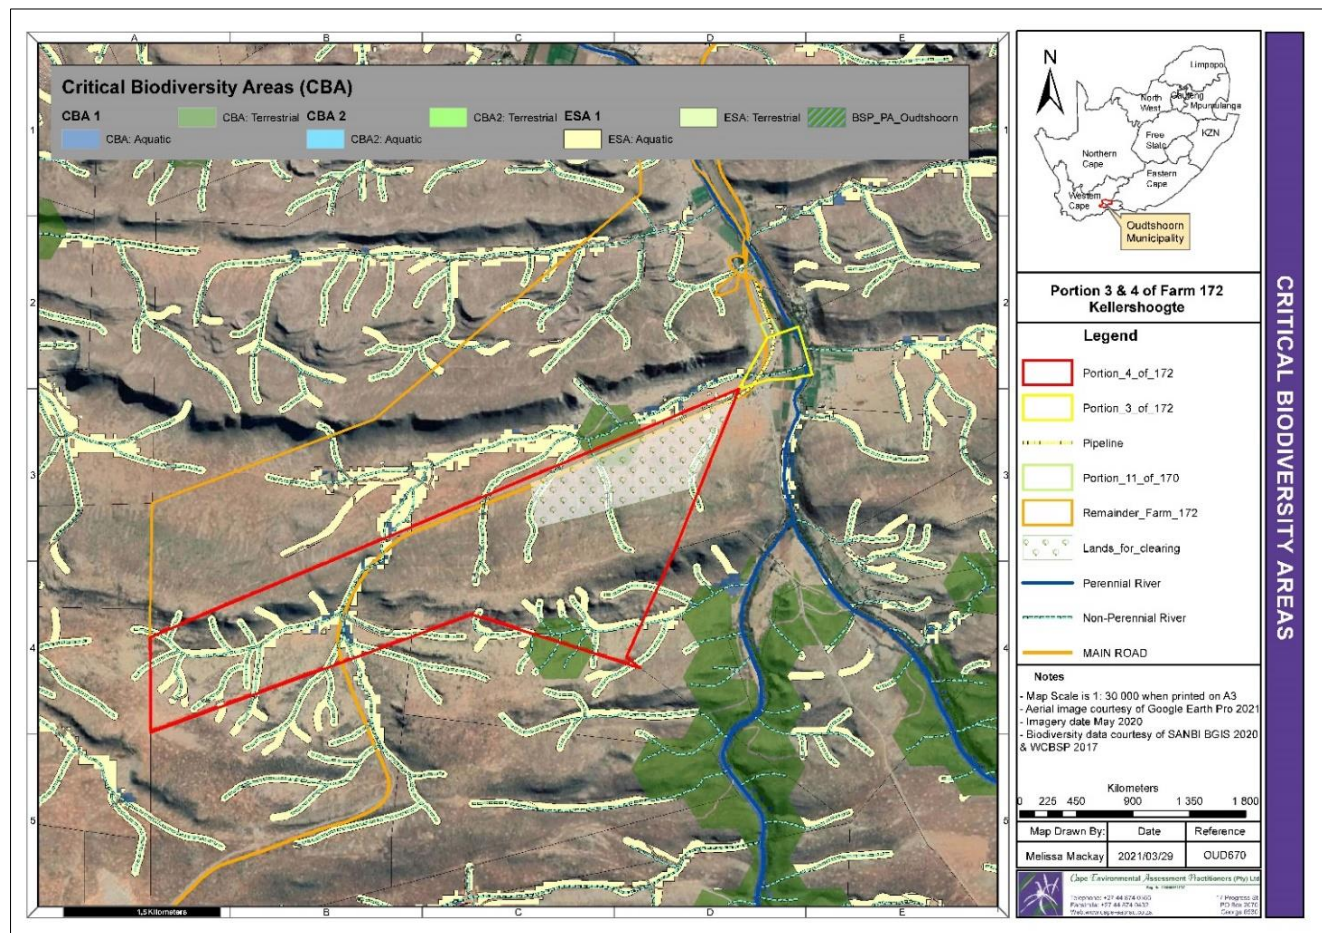 A B C D E
Critical Biodiversity Areas (CBA)
CBA 1 CBA: Terrestrial CBA 2 CBA2: Terrestrial ESA 1 ESA: Terrestrial BSP_PA_Oudtshoorn
CBA: Aquatic CBA2: Aquatic ESA: Aquatic
1 1
2 2
3 3
4 4
5 5
A B C D E
1,5 Kilometers
N
Limpopo
North
West
Gauteng
Mpumalanga
Free
State
KZN
Northern
Cape
Eastern
Cape
Western
Cape
Oudtshoorn
Municipality
Portion 3 & 4 of Farm 172
Kellershoogte
Legend
Portion_4_of_172
Portion_3_of_172
Pipeline
Portion_11_of_170
Remainder_Farm_172
Lands_for_clearing
Perennial River
Non-Perennial River
MAIN ROAD
Notes
- Map Scale is 1: 30 000 when printed on A3
- Aerial image courtesy of Google Earth Pro 2021
- Imagery date May 2020
- Biodiversity data courtesy of SANBI BGIS 2020
& WCBSP 2017
Kilometers
0 225 450 900 1 350 1 800
Map Drawn By: Date Reference
Melissa Mackay 2021/03/29 OUD670
Cape Environmental Assessment Practitioners (Pty) Ltd
CRITICAL BIODIVERSITY AREAS